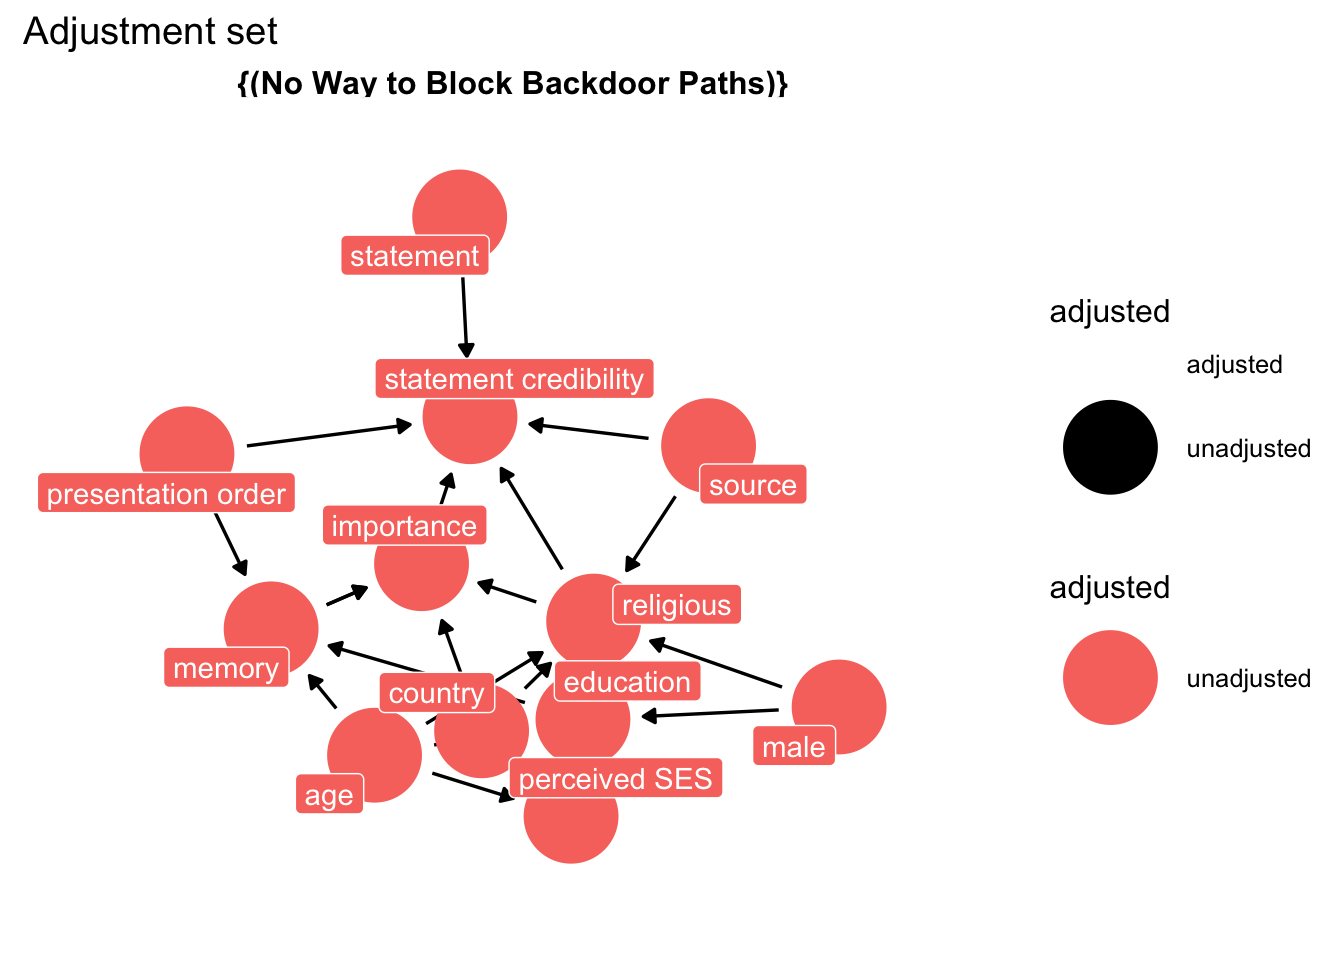 Adjustment set
{(No Way to Block Backdoor Paths)}
statement
statement credibility
presentation order
source
importance
religious
memory
country
education
male
perceived SES
age
adjusted
adjusted
unadjusted
adjusted
unadjusted